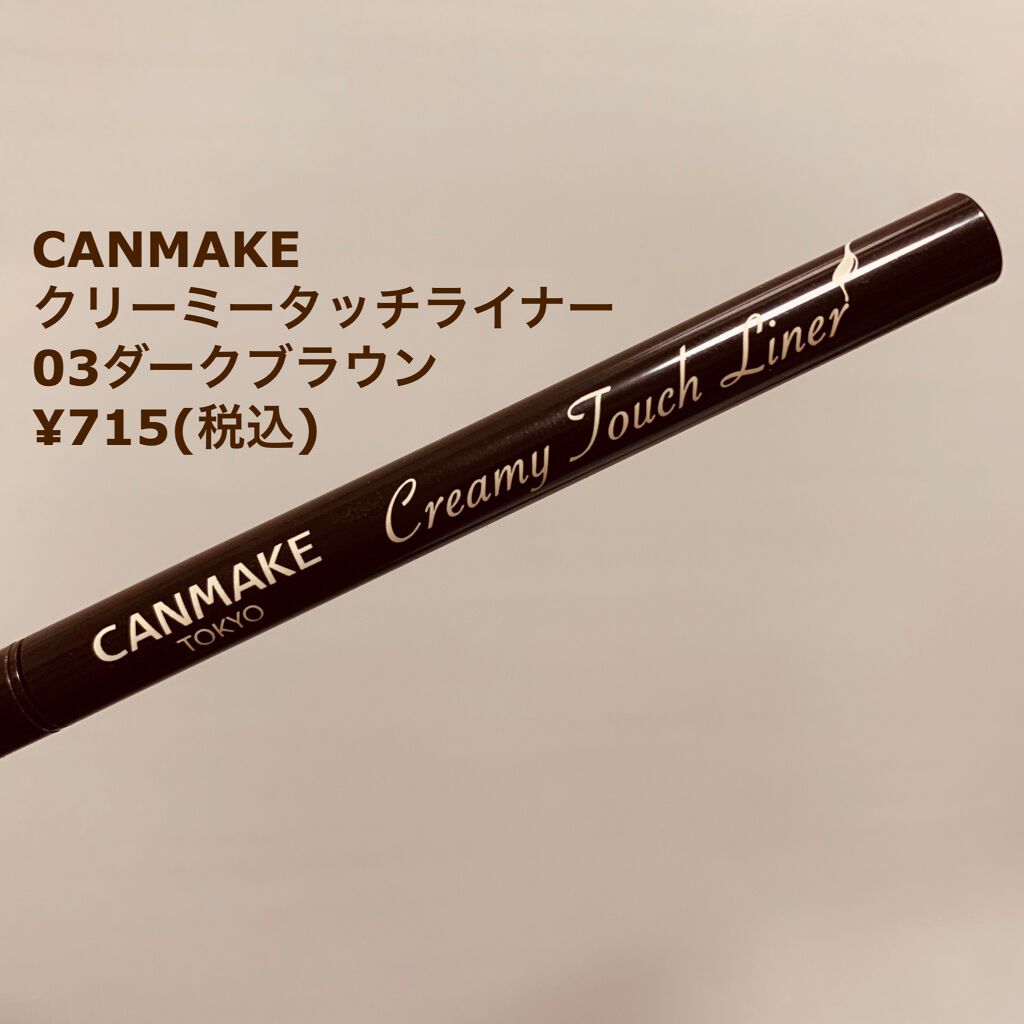 CANMAKE
クリーミータッチライナー
03ダークブラウン
¥715(税込)
Creamy Touch Liner
CANMAKE
TOKYO